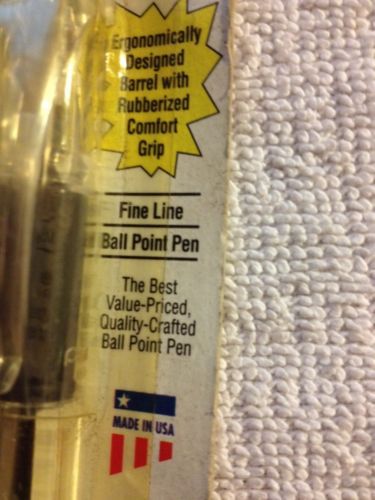 Ergonomically
Designed
Barrel with
Rubberized
Comfort
Grip
Fine Line
Ball Point Pen
The Best
Value-Priced,
Quality-Crafted
Ball Point Pen
MADE IN USA